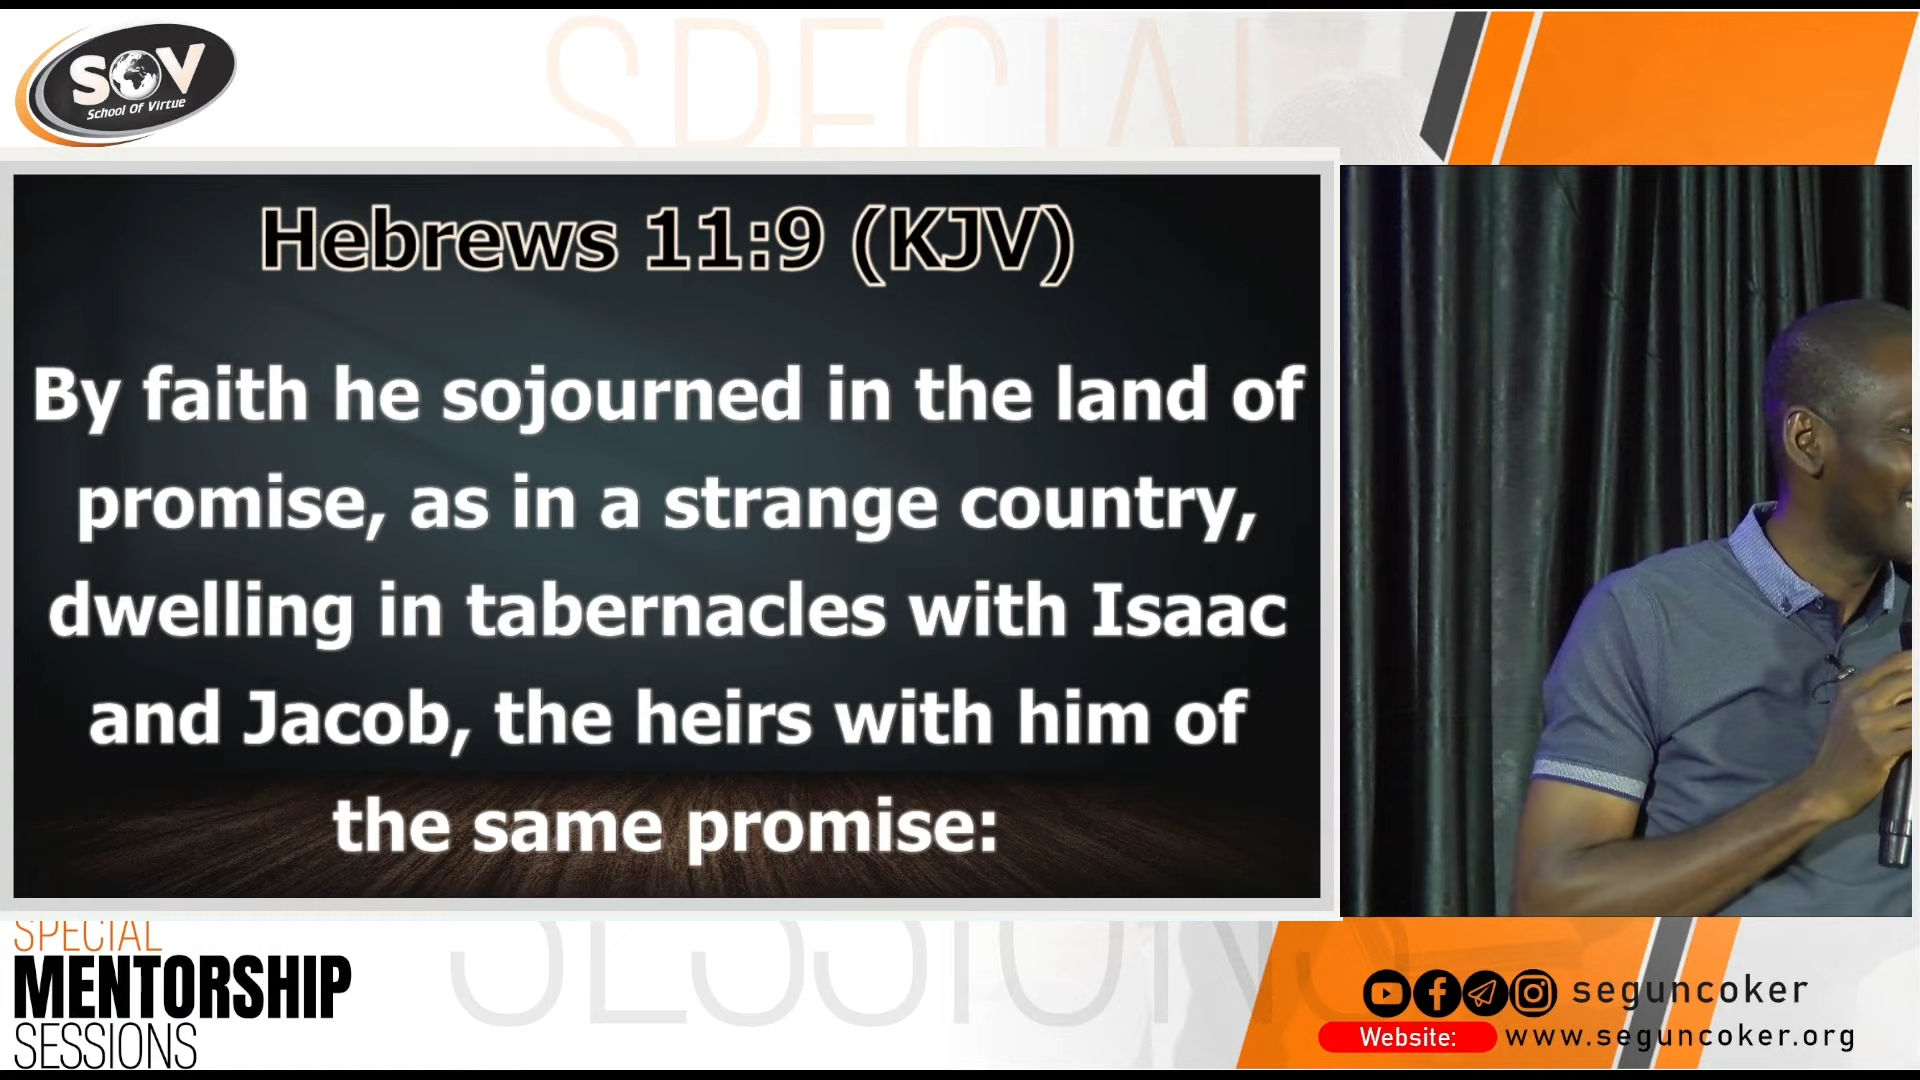 SPECIAL
SOV
School Of Virtue
Hebrews 11:9 (KJV)
By faith he sojourned in the land of
promise, as in a strange country,
dwelling in tabernacles with Isaac
and Jacob, the heirs with him of
the same promise:
SPECIAL
MENTORSHIP
SESSIONS
SESSIONS
seguncoker
Website: www.seguncoker.org